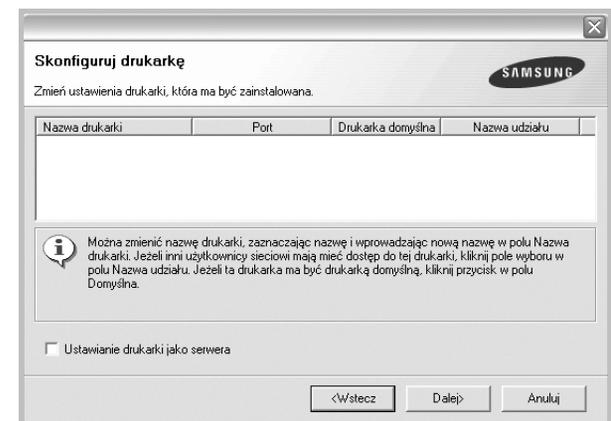 Skonfiguruj drukarkę
Zmień ustawienia drukarki, która ma być zainstalowana.
SAMSUNG
Nazwa drukarki Port Drukarka domyślna Nazwa udziału
Można zmienić nazwę drukarki, zaznaczając nazwę i wprowadzając nową nazwę w polu Nazwa
drukarki. Jeżeli inni użytkownicy sieciowi mają mieć dostęp do tej drukarki, kliknij pole wyboru w
polu Nazwa udziału. Jeżeli ta drukarka ma być drukarką domyślną, kliknij przycisk w polu
Domyślna.
Ustawianie drukarki jako serwera
<Wstecz Dalej> Anuluj